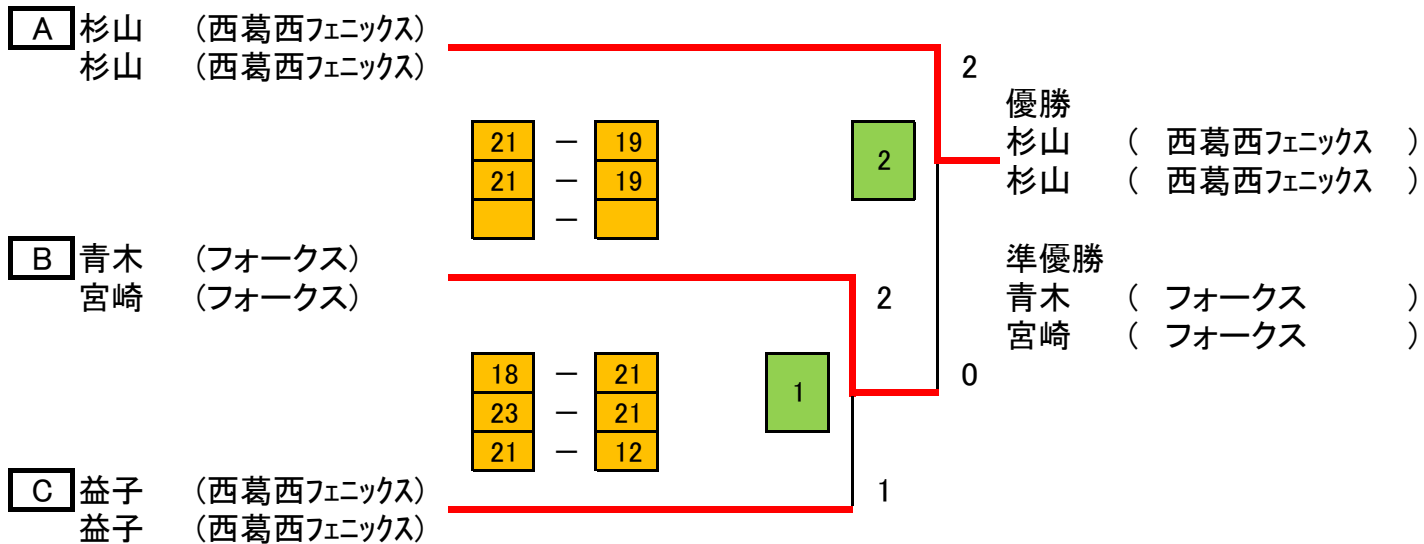 A 杉山 (西葛西フェニックス)
杉山 (西葛西フェニックス)
2
優勝
21 － 19
2
杉山 ( 西葛西フェニックス )
21 － 19
杉山 ( 西葛西フェニックス )
－
B 青木 (フォークス)
準優勝
宮崎 (フォークス)
2
青木 ( フォークス )
宮崎 ( フォークス )
18 － 21
1
0
23 － 21
21 － 12
C 益子 (西葛西フェニックス)
1
益子 (西葛西フェニックス)